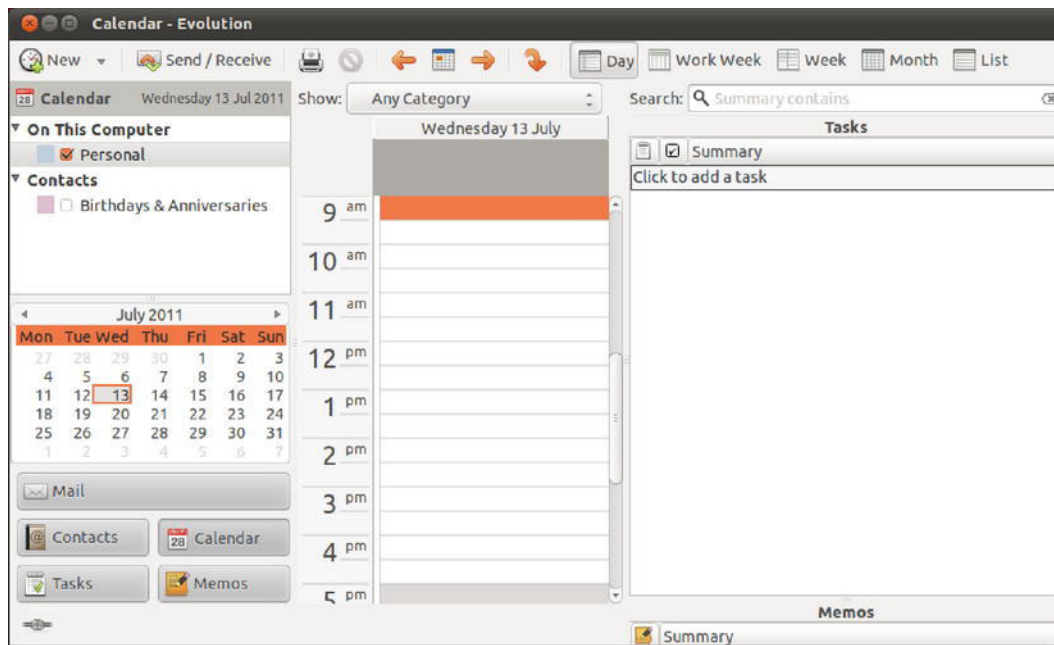 Calendar - Evolution
New Send / Receive Day Work Week Week Month List
28 Calendar Wednesday 13 Jul 2011
On This Computer
Personal
Contacts
Birthdays & Anniversaries
July 2011
Mon Tue Wed Thu Fri Sat Sun
27 28 29 30 1 2 3
4 5 6 7 8 9 10
11 12 13 14 15 16 17
18 19 20 21 22 23 24
25 26 27 28 29 30 31
1 2 3 4 5 6 7
Mail
Contacts
28 Calendar
Tasks
Memos
Show: Any Category
Wednesday 13 July
9 am
10 am
11 am
12 pm
1 pm
2 pm
3 pm
4 pm
5 pm
Search: Summary contains
Tasks
Summary
Click to add a task
Memos
Summary